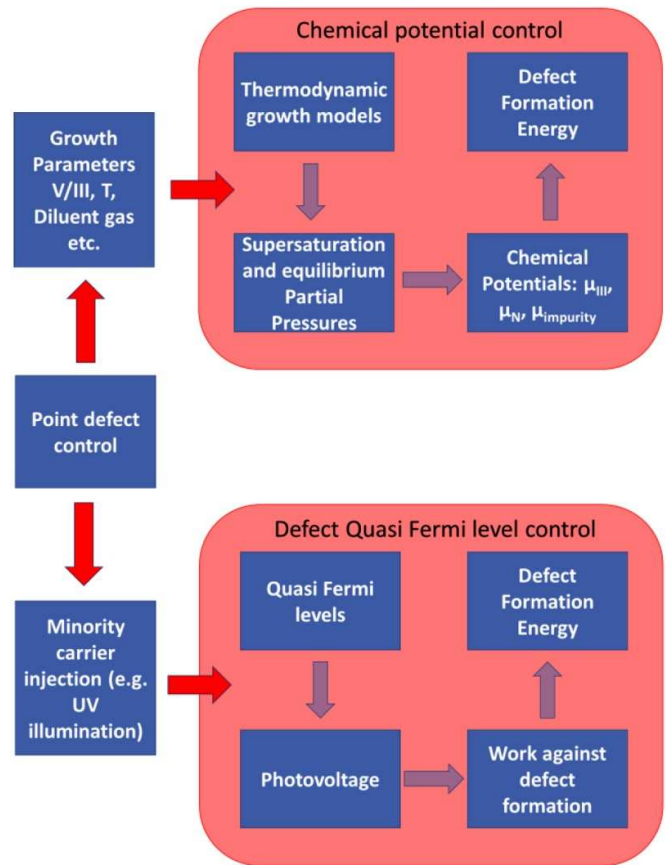 Chemical potential control
Thermodynamic
growth models
Defect
Formation
Energy
Growth
Parameters
V/III, T,
Diluent gas
etc.
Supersaturation
and equilibrium
Partial
Pressures
Chemical
Potentials: μIII,
μN, μimpurity
Point defect
control
Defect Quasi Fermi level control
Quasi Fermi
levels
Defect
Formation
Energy
Minority
carrier
injection (e.g.
UV
illumination)
Photovoltage
Work against
defect
formation